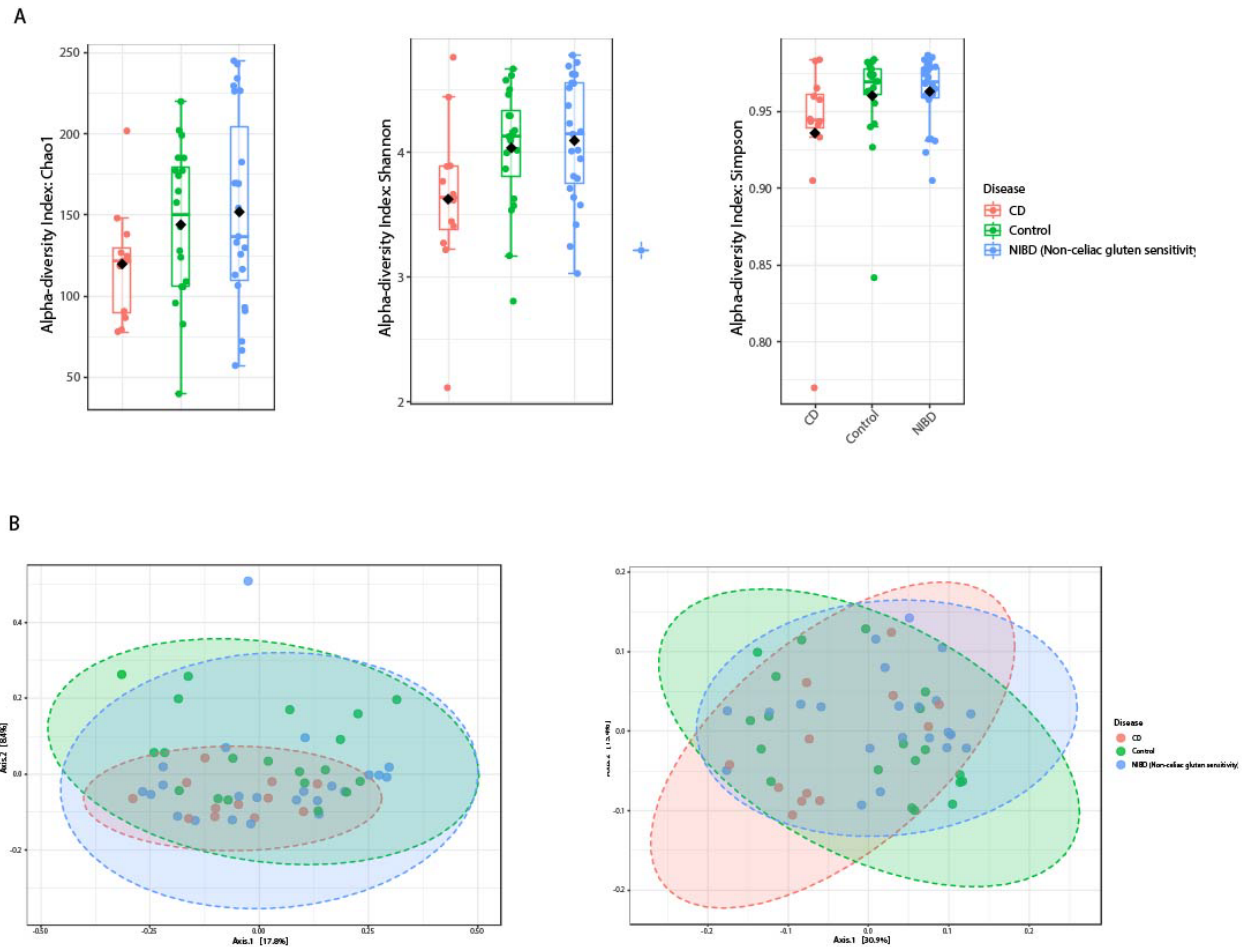 A
Alpha-diversity Index: Chao1
250
200
150
100
50
Alpha-diversity Index: Shannon
4
3
2
Alpha-diversity Index: Simpson
0.95
0.90
0.85
0.80
CD
Control
NIBD
Disease
CD
Control
NIBD (Non-celiac gluten sensitivity
B
Axis.2 [8.4%]
0.4
0.2
0.0
-0.2
-0.50
-0.25
0.00
0.25
0.50
Axis.1 [17.8%]
0.2
0.1
0.0
-0.1
-0.2
-0.2
-0.1
0.0
0.1
0.2
Axis.1 [30.9%]
Disease
CD
Control
NIBD (Non-celiac gluten sensitivity)